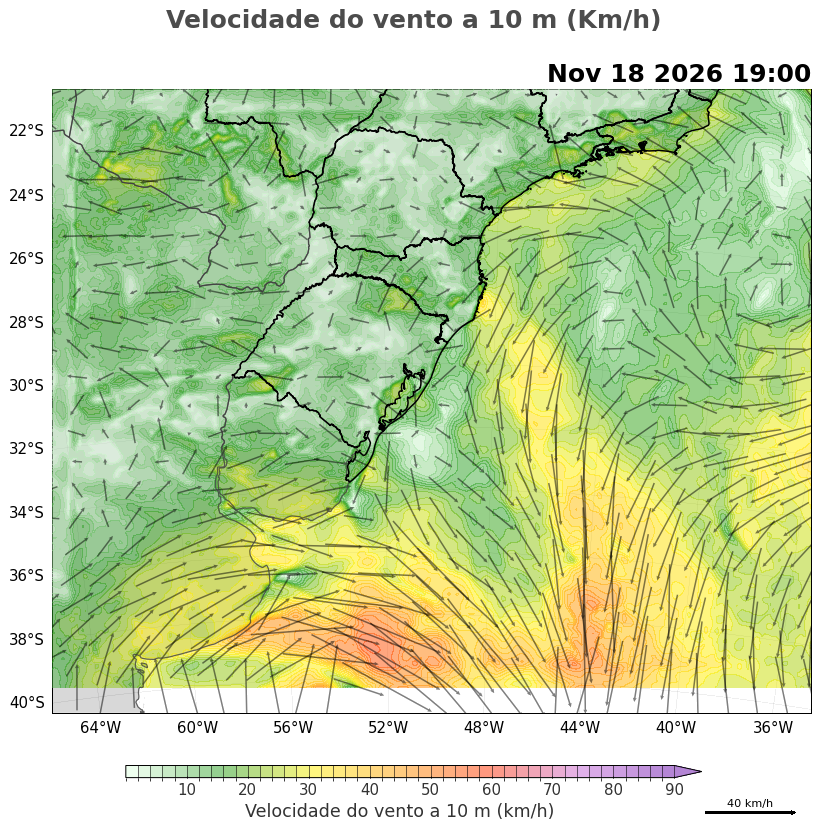 Velocidade do vento a 10 m (Km/h)
Nov 18 2026 19:00
22°S
24°S
26°S
28°S
30°S
32°S
34°S
36°S
38°S
40°S
64°W 60°W 56°W 52°W 48°W 44°W 40°W 36°W
10 20 30 40 50 60 70 80 90
Velocidade do vento a 10 m (km/h)
40 km/h